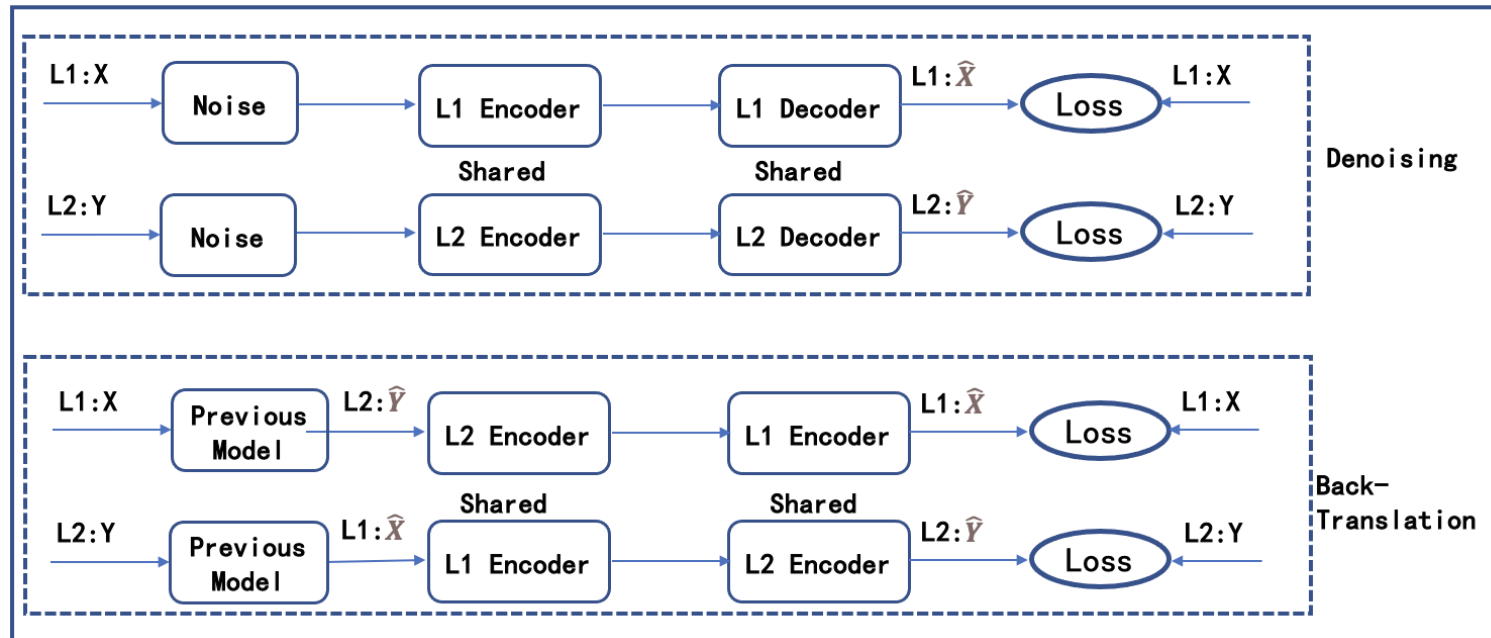 L1:X
Noise
L1 Encoder
L1 Decoder
L1:X̂
Loss
L1:X
Shared
Shared
Denoising
L2:Y
Noise
L2 Encoder
L2 Decoder
L2:Ŷ
Loss
L2:Y
L1:X
Previous
Model
L2:Ŷ
L2 Encoder
L1 Encoder
L1:X̂
Loss
L1:X
Shared
Shared
Back-
Translation
L2:Y
Previous
Model
L1:X̂
L1 Encoder
L2 Encoder
L2:Ŷ
Loss
L2:Y